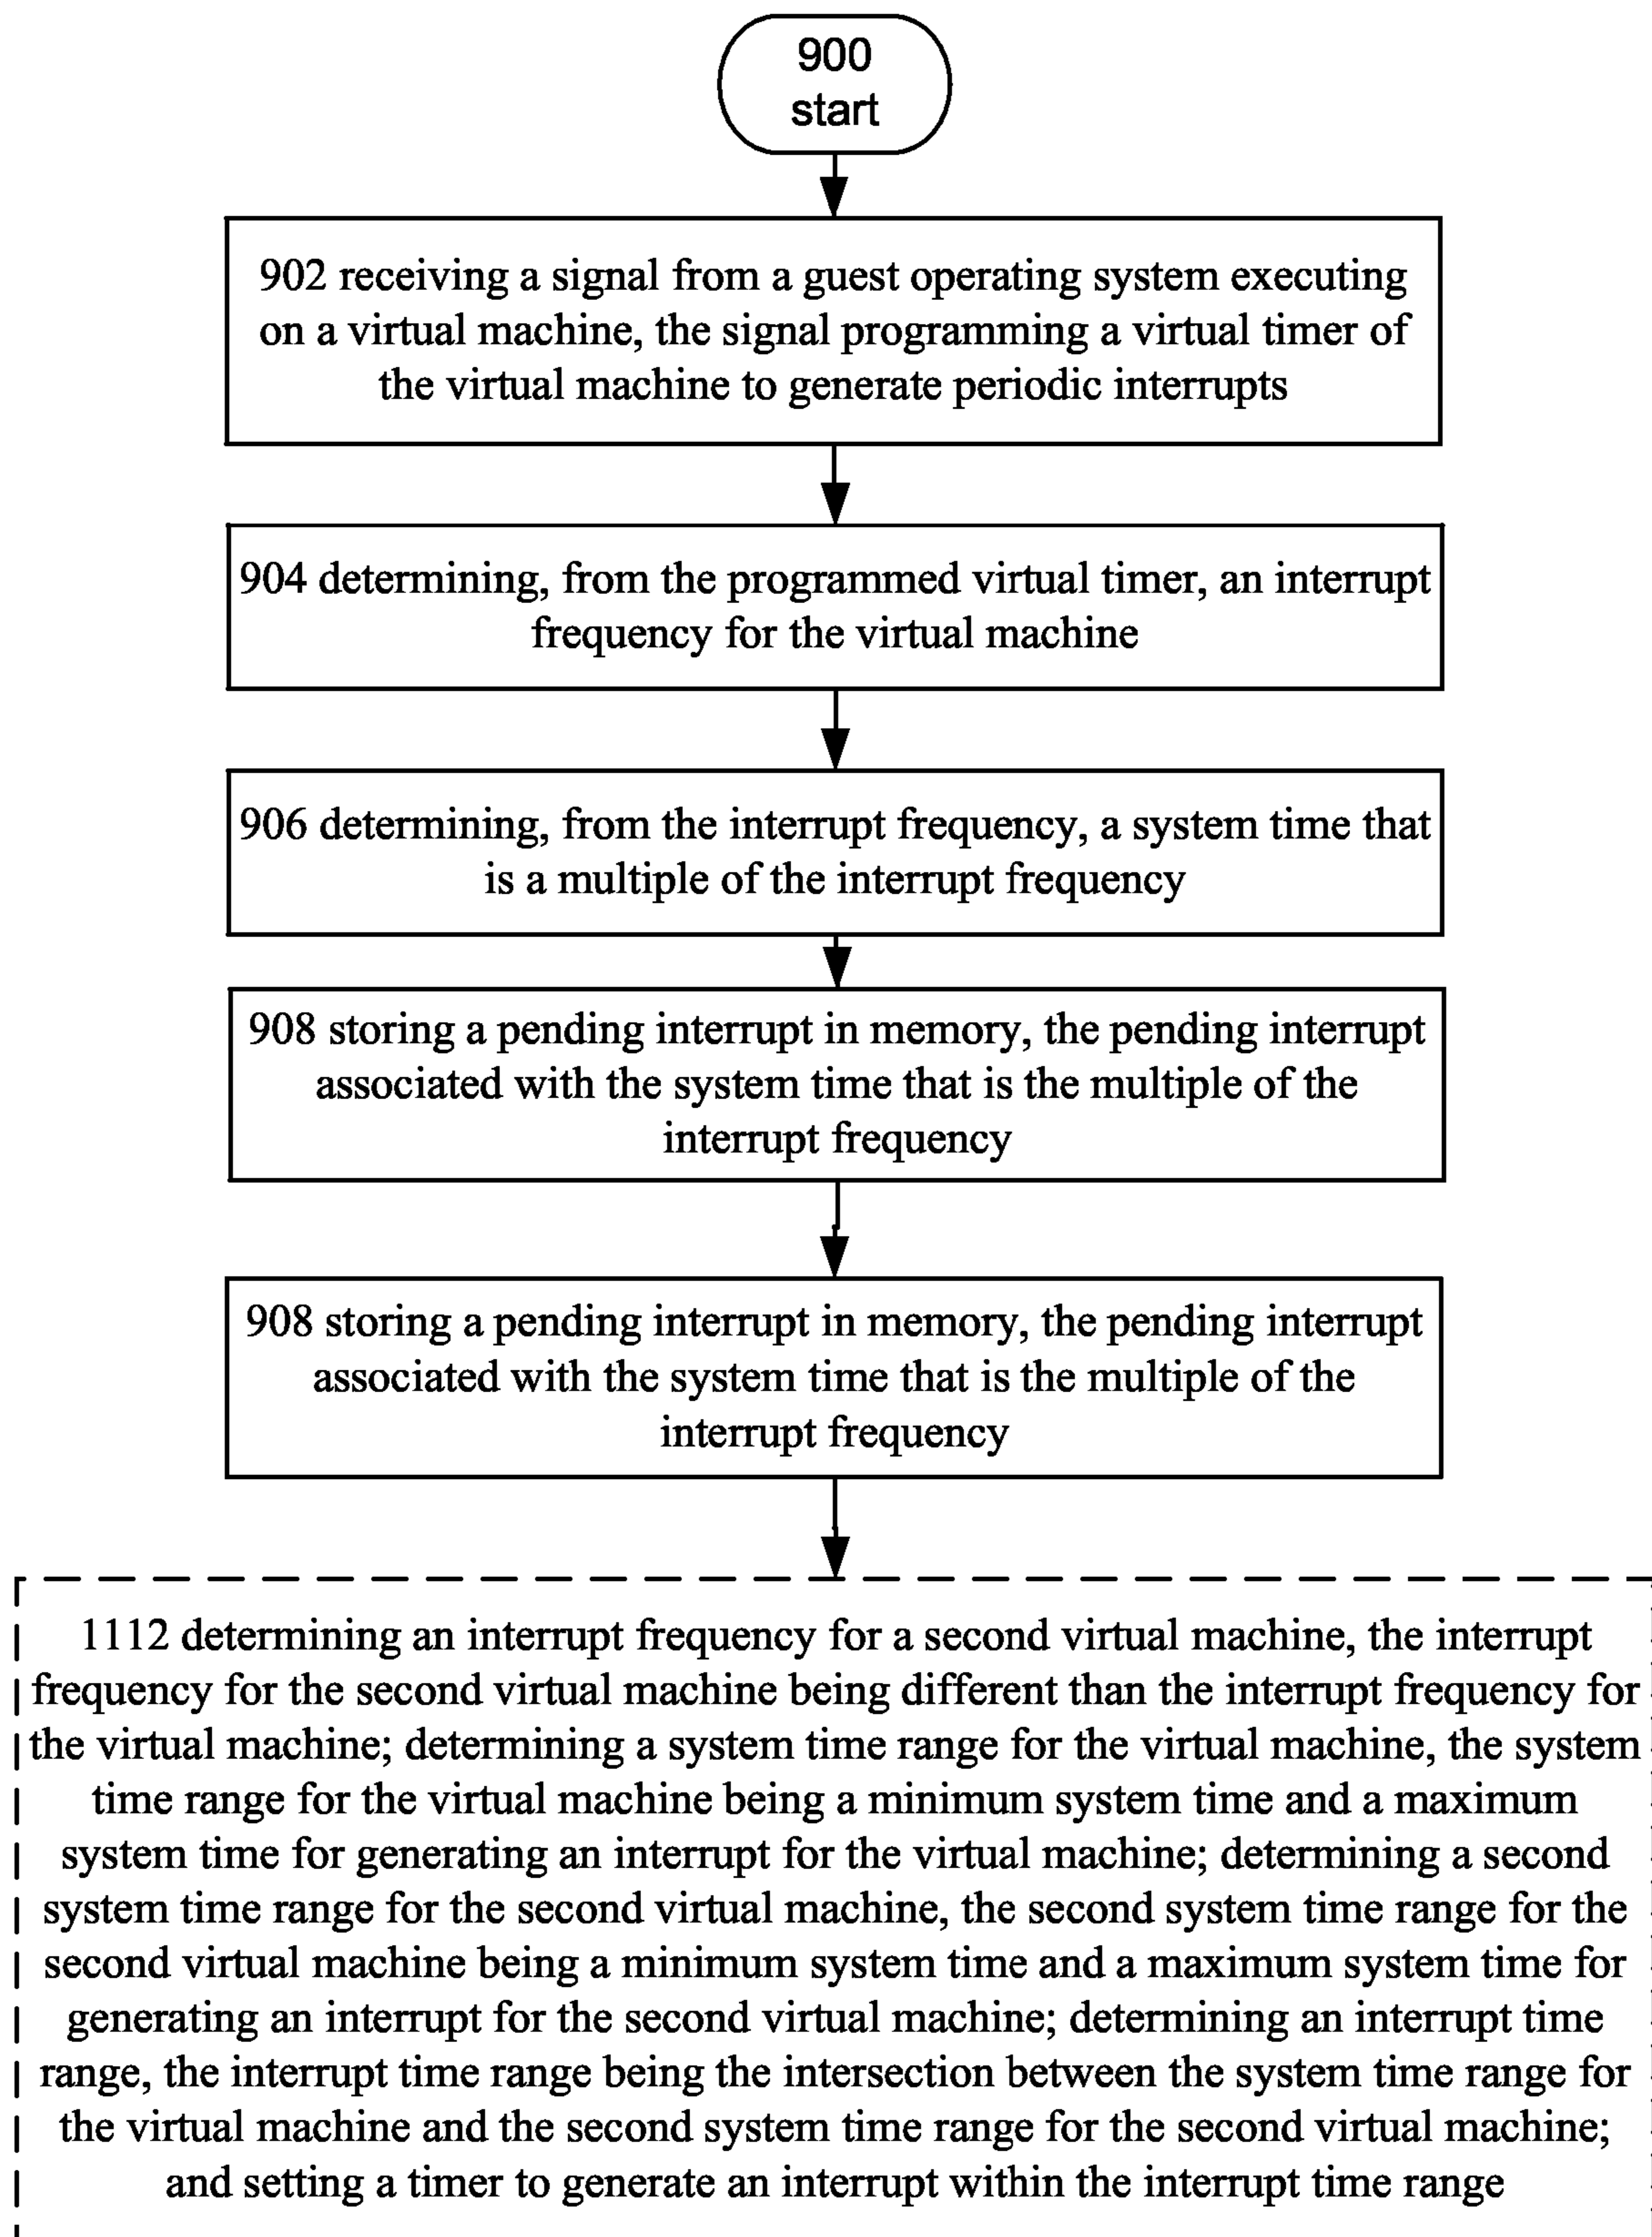 900
start
902 receiving a signal from a guest operating system executing
on a virtual machine, the signal programming a virtual timer of
the virtual machine to generate periodic interrupts
904 determining, from the programmed virtual timer, an interrupt
frequency for the virtual machine
906 determining, from the interrupt frequency, a system time that
is a multiple of the interrupt frequency
908 storing a pending interrupt in memory, the pending interrupt
associated with the system time that is the multiple of the
interrupt frequency
908 storing a pending interrupt in memory, the pending interrupt
associated with the system time that is the multiple of the
interrupt frequency
1112 determining an interrupt frequency for a second virtual machine, the interrupt
frequency for the second virtual machine being different than the interrupt frequency for
the virtual machine; determining a system time range for the virtual machine, the system
time range for the virtual machine being a minimum system time and a maximum
system time for generating an interrupt for the virtual machine; determining a second
system time range for the second virtual machine, the second system time range for the
second virtual machine being a minimum system time and a maximum system time for
generating an interrupt for the second virtual machine; determining an interrupt time
range, the interrupt time range being the intersection between the system time range for
the virtual machine and the second system time range for the second virtual machine;
and setting a timer to generate an interrupt within the interrupt time range